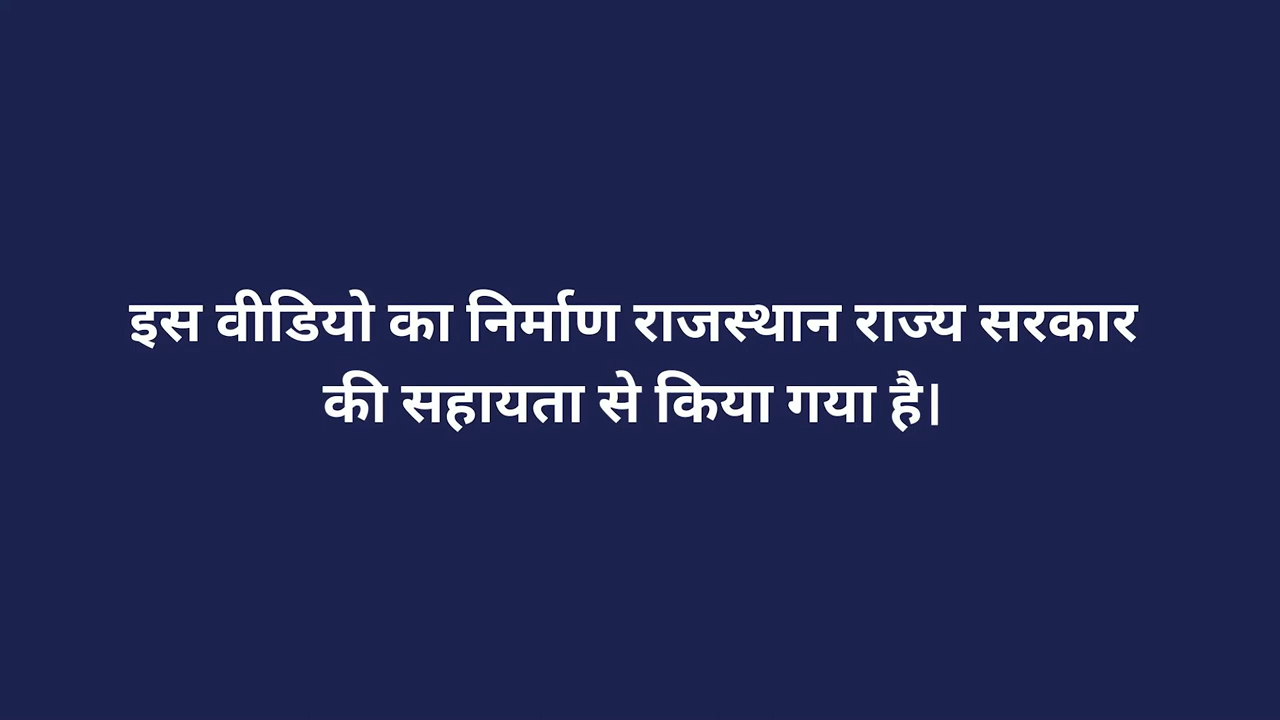 इस वीडियो का निर्माण राजस्थान राज्य सरकार
की सहायता से किया गया है।